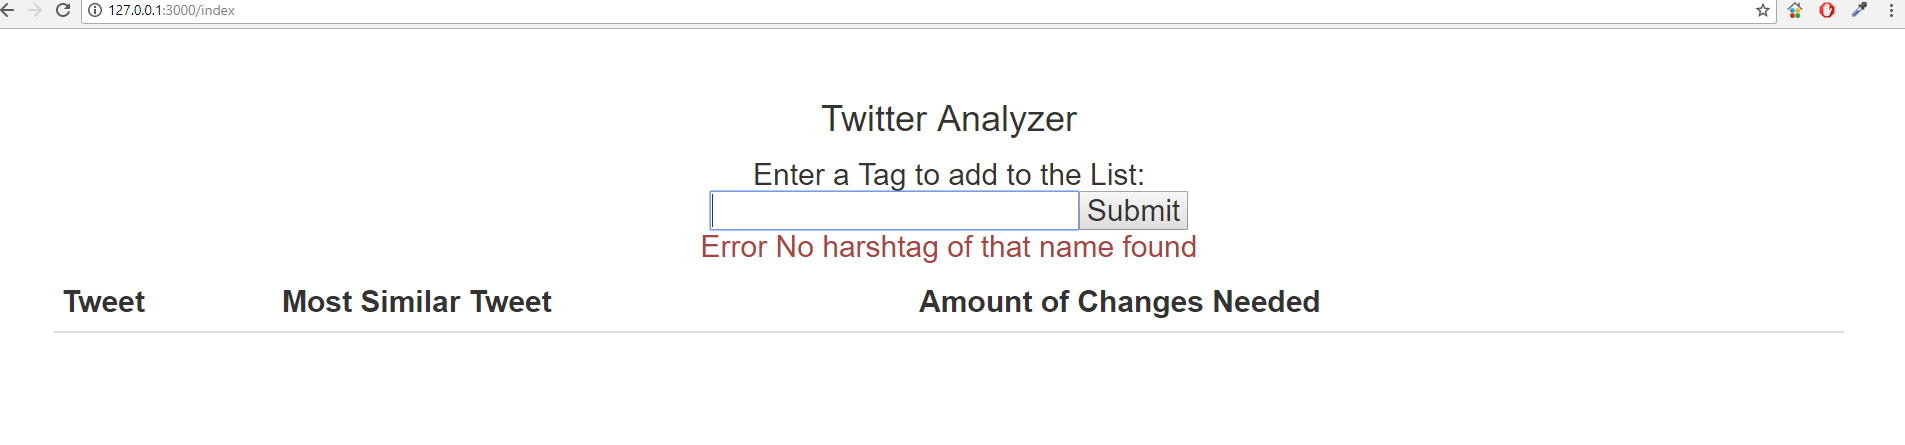 127.0.0.1:3000/index
Twitter Analyzer
Enter a Tag to add to the List:
Submit
Error No harshtag of that name found
Tweet Most Similar Tweet Amount of Changes Needed